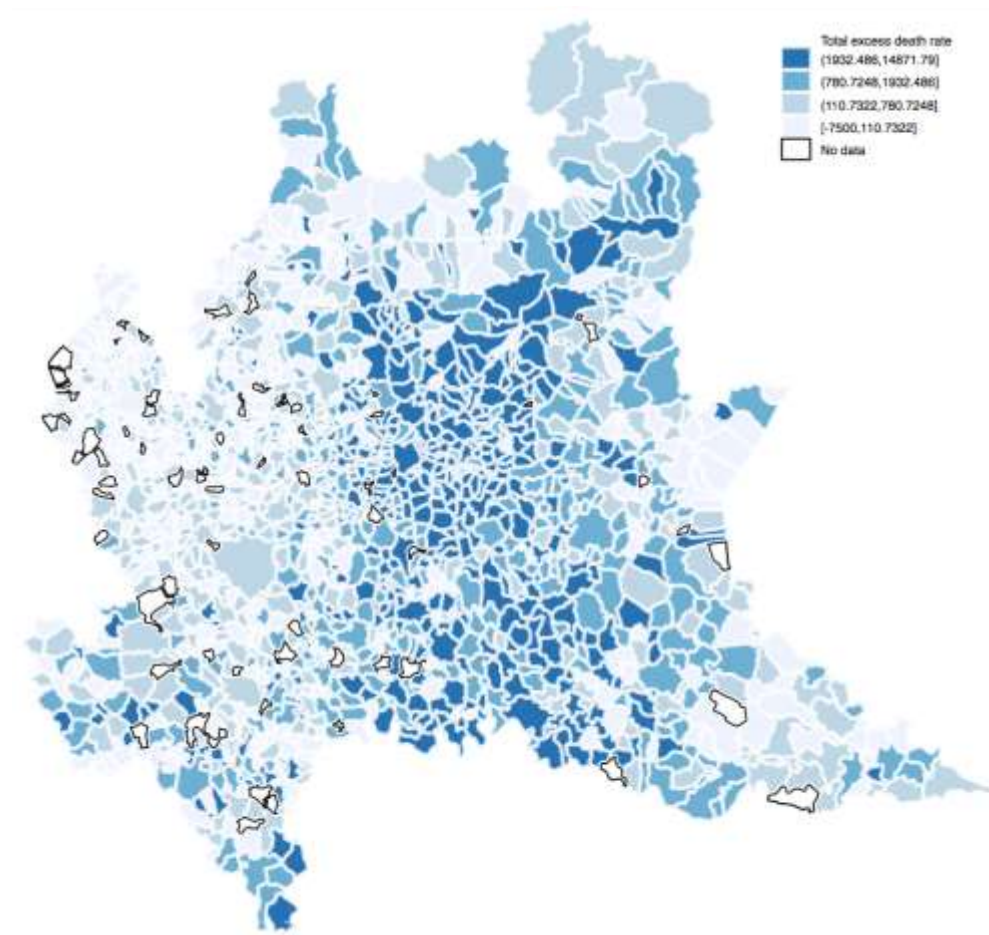 Total excess death rate
(1932.486,14871.79]
(780.7248,1932.486]
(110.7322,780.7248]
[-7500,110.7322]
No data